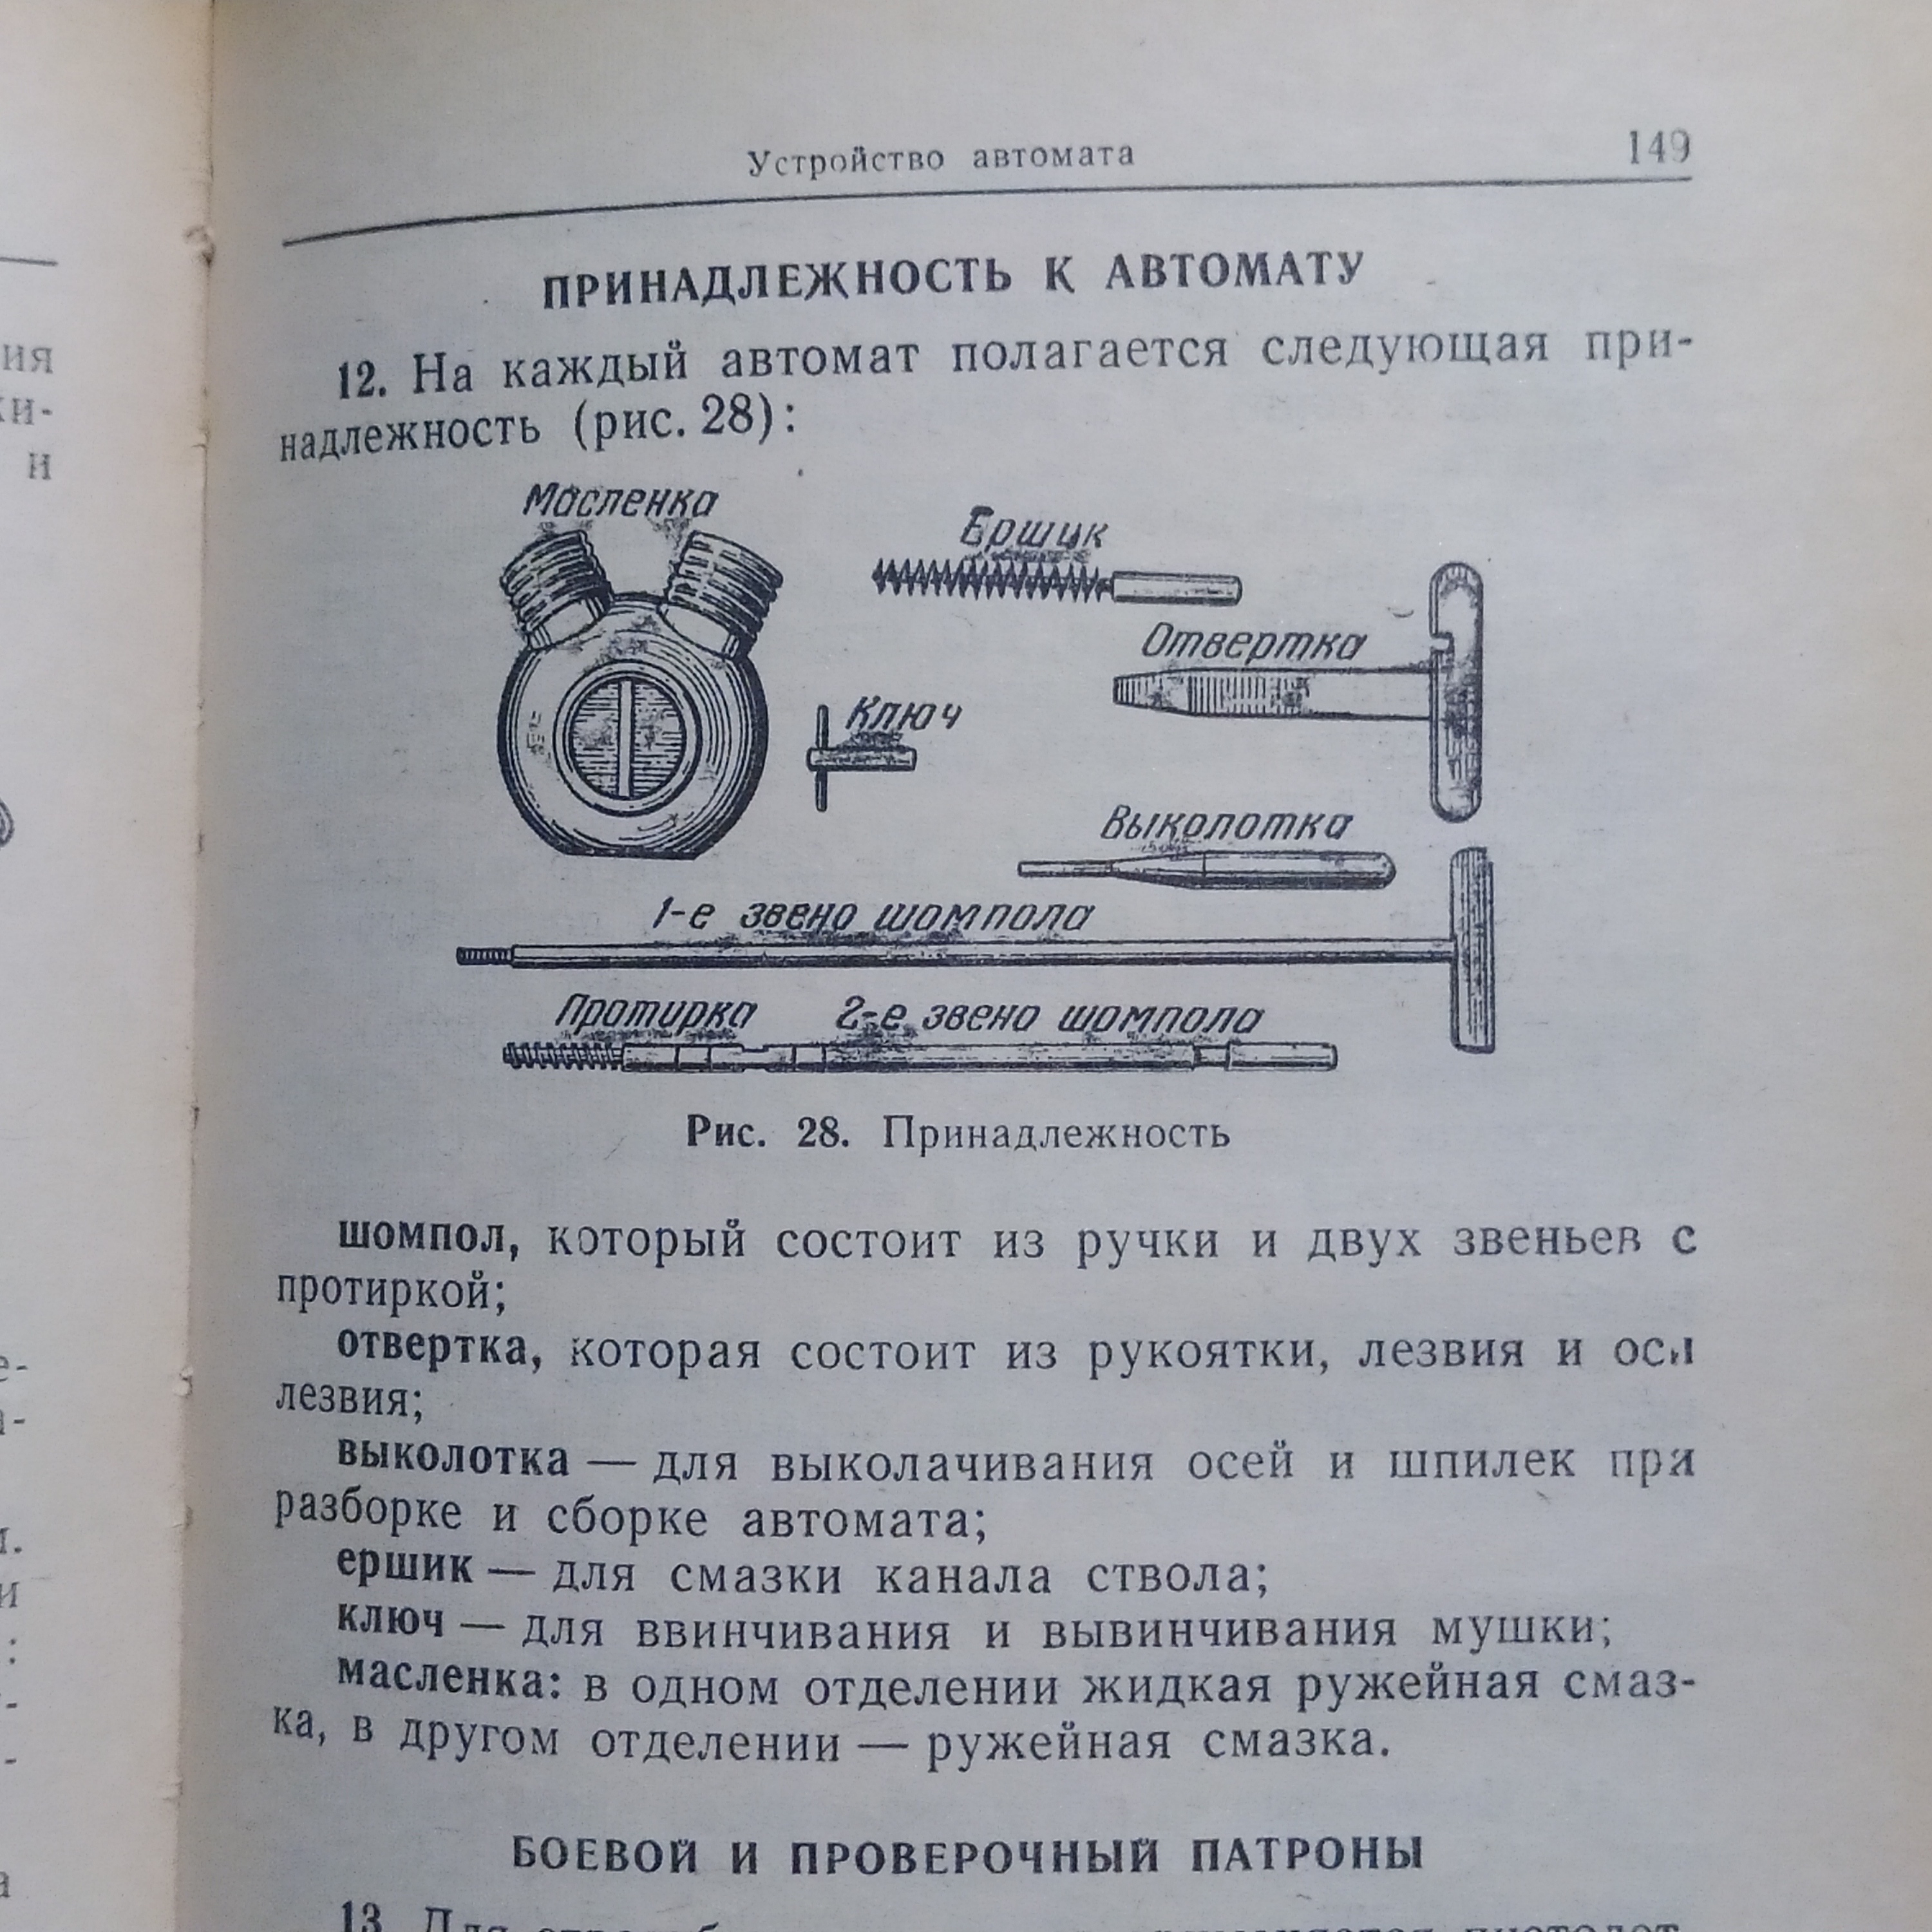 Устройство автомата 149
ПРИНАДЛЕЖНОСТЬ К АВТОМАТУ
12. На каждый автомат полагается следующая при-
надлежность (рис. 28):
Масленка
Ершик
Отвертка
Ключ
Выколотка
1-е звено шомпола
Протирка 2-е звено шомпола
Рис. 28. Принадлежность
шомпол, который состоит из ручки и двух звеньев с
протиркой;
отвертка, которая состоит из рукоятки, лезвия и оси
лезвия;
выколотка — для выколачивания осей и шпилек при
разборке и сборке автомата;
ершик — для смазки канала ствола;
ключ — для ввинчивания и вывинчивания мушки;
масленка: в одном отделении жидкая ружейная смаз-
ка, в другом отделении — ружейная смазка.
БОЕВОЙ И ПРОВЕРОЧНЫЙ ПАТРОНЫ
13. Для